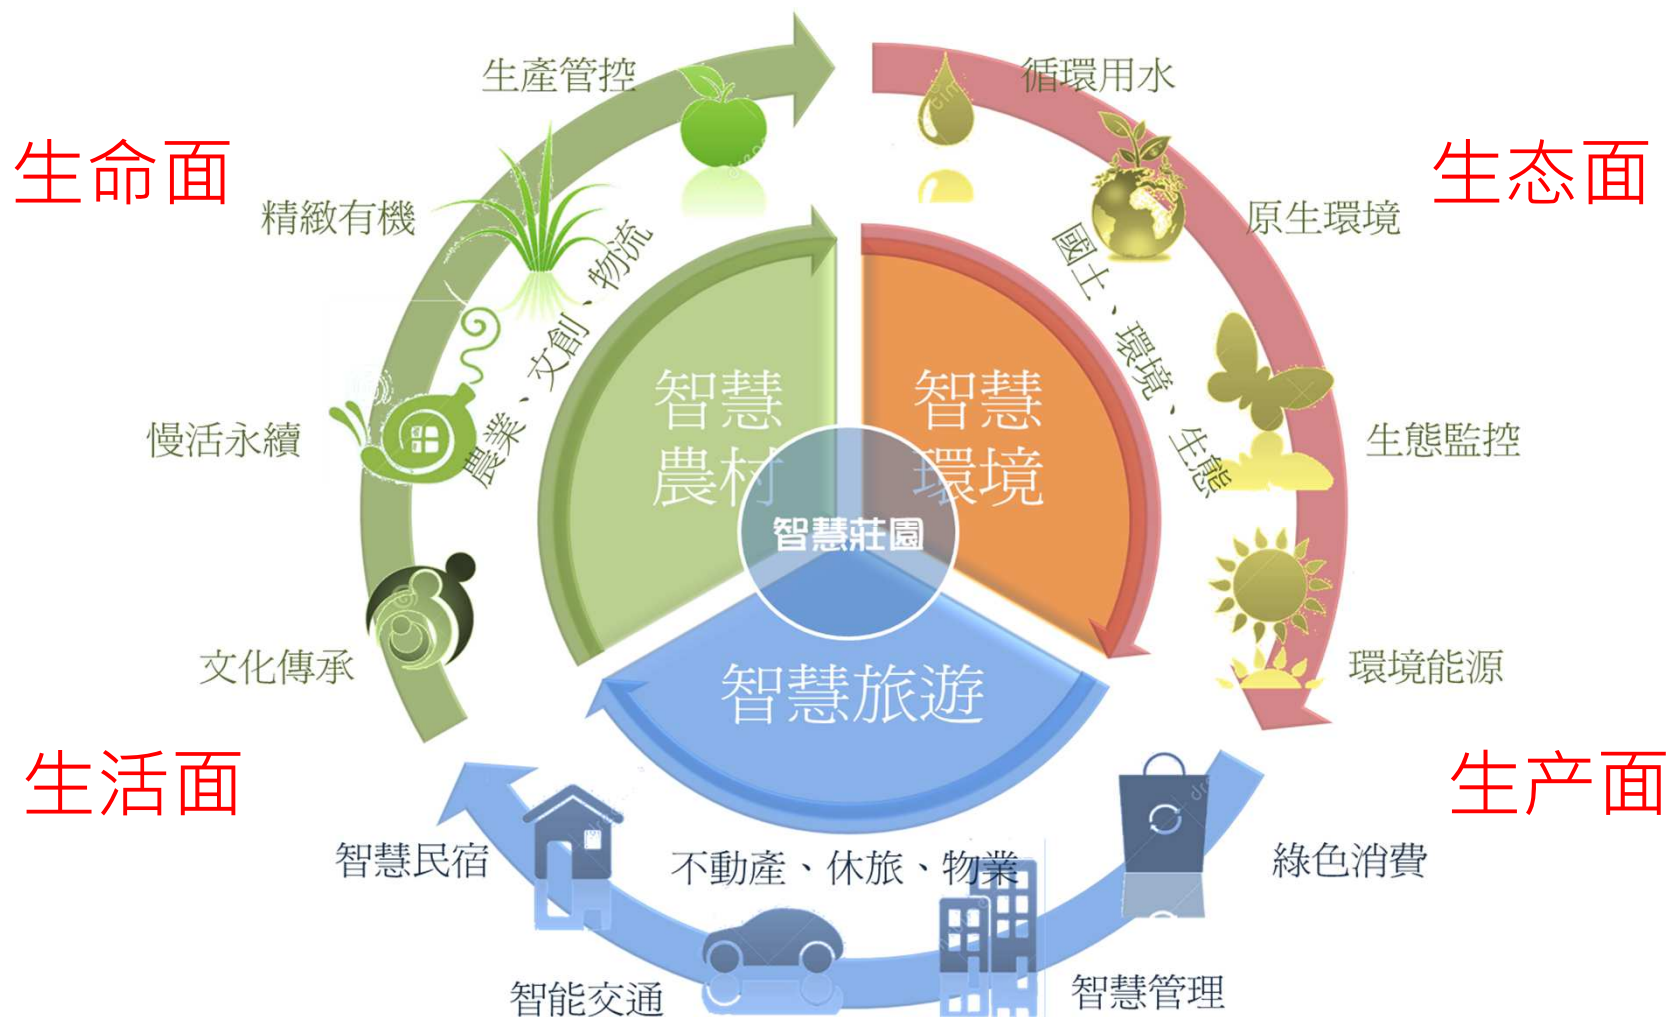 生產管控
循環用水
生命面
生态面
精緻有機
原生環境
農業、文創、物流
國土、環境、生態
智慧
農村
智慧
環境
慢活永續
生態監控
智慧莊園
文化傳承
環境能源
智慧旅遊
生活面
生产面
智慧民宿
不動產、休旅、物業
綠色消費
智能交通
智慧管理